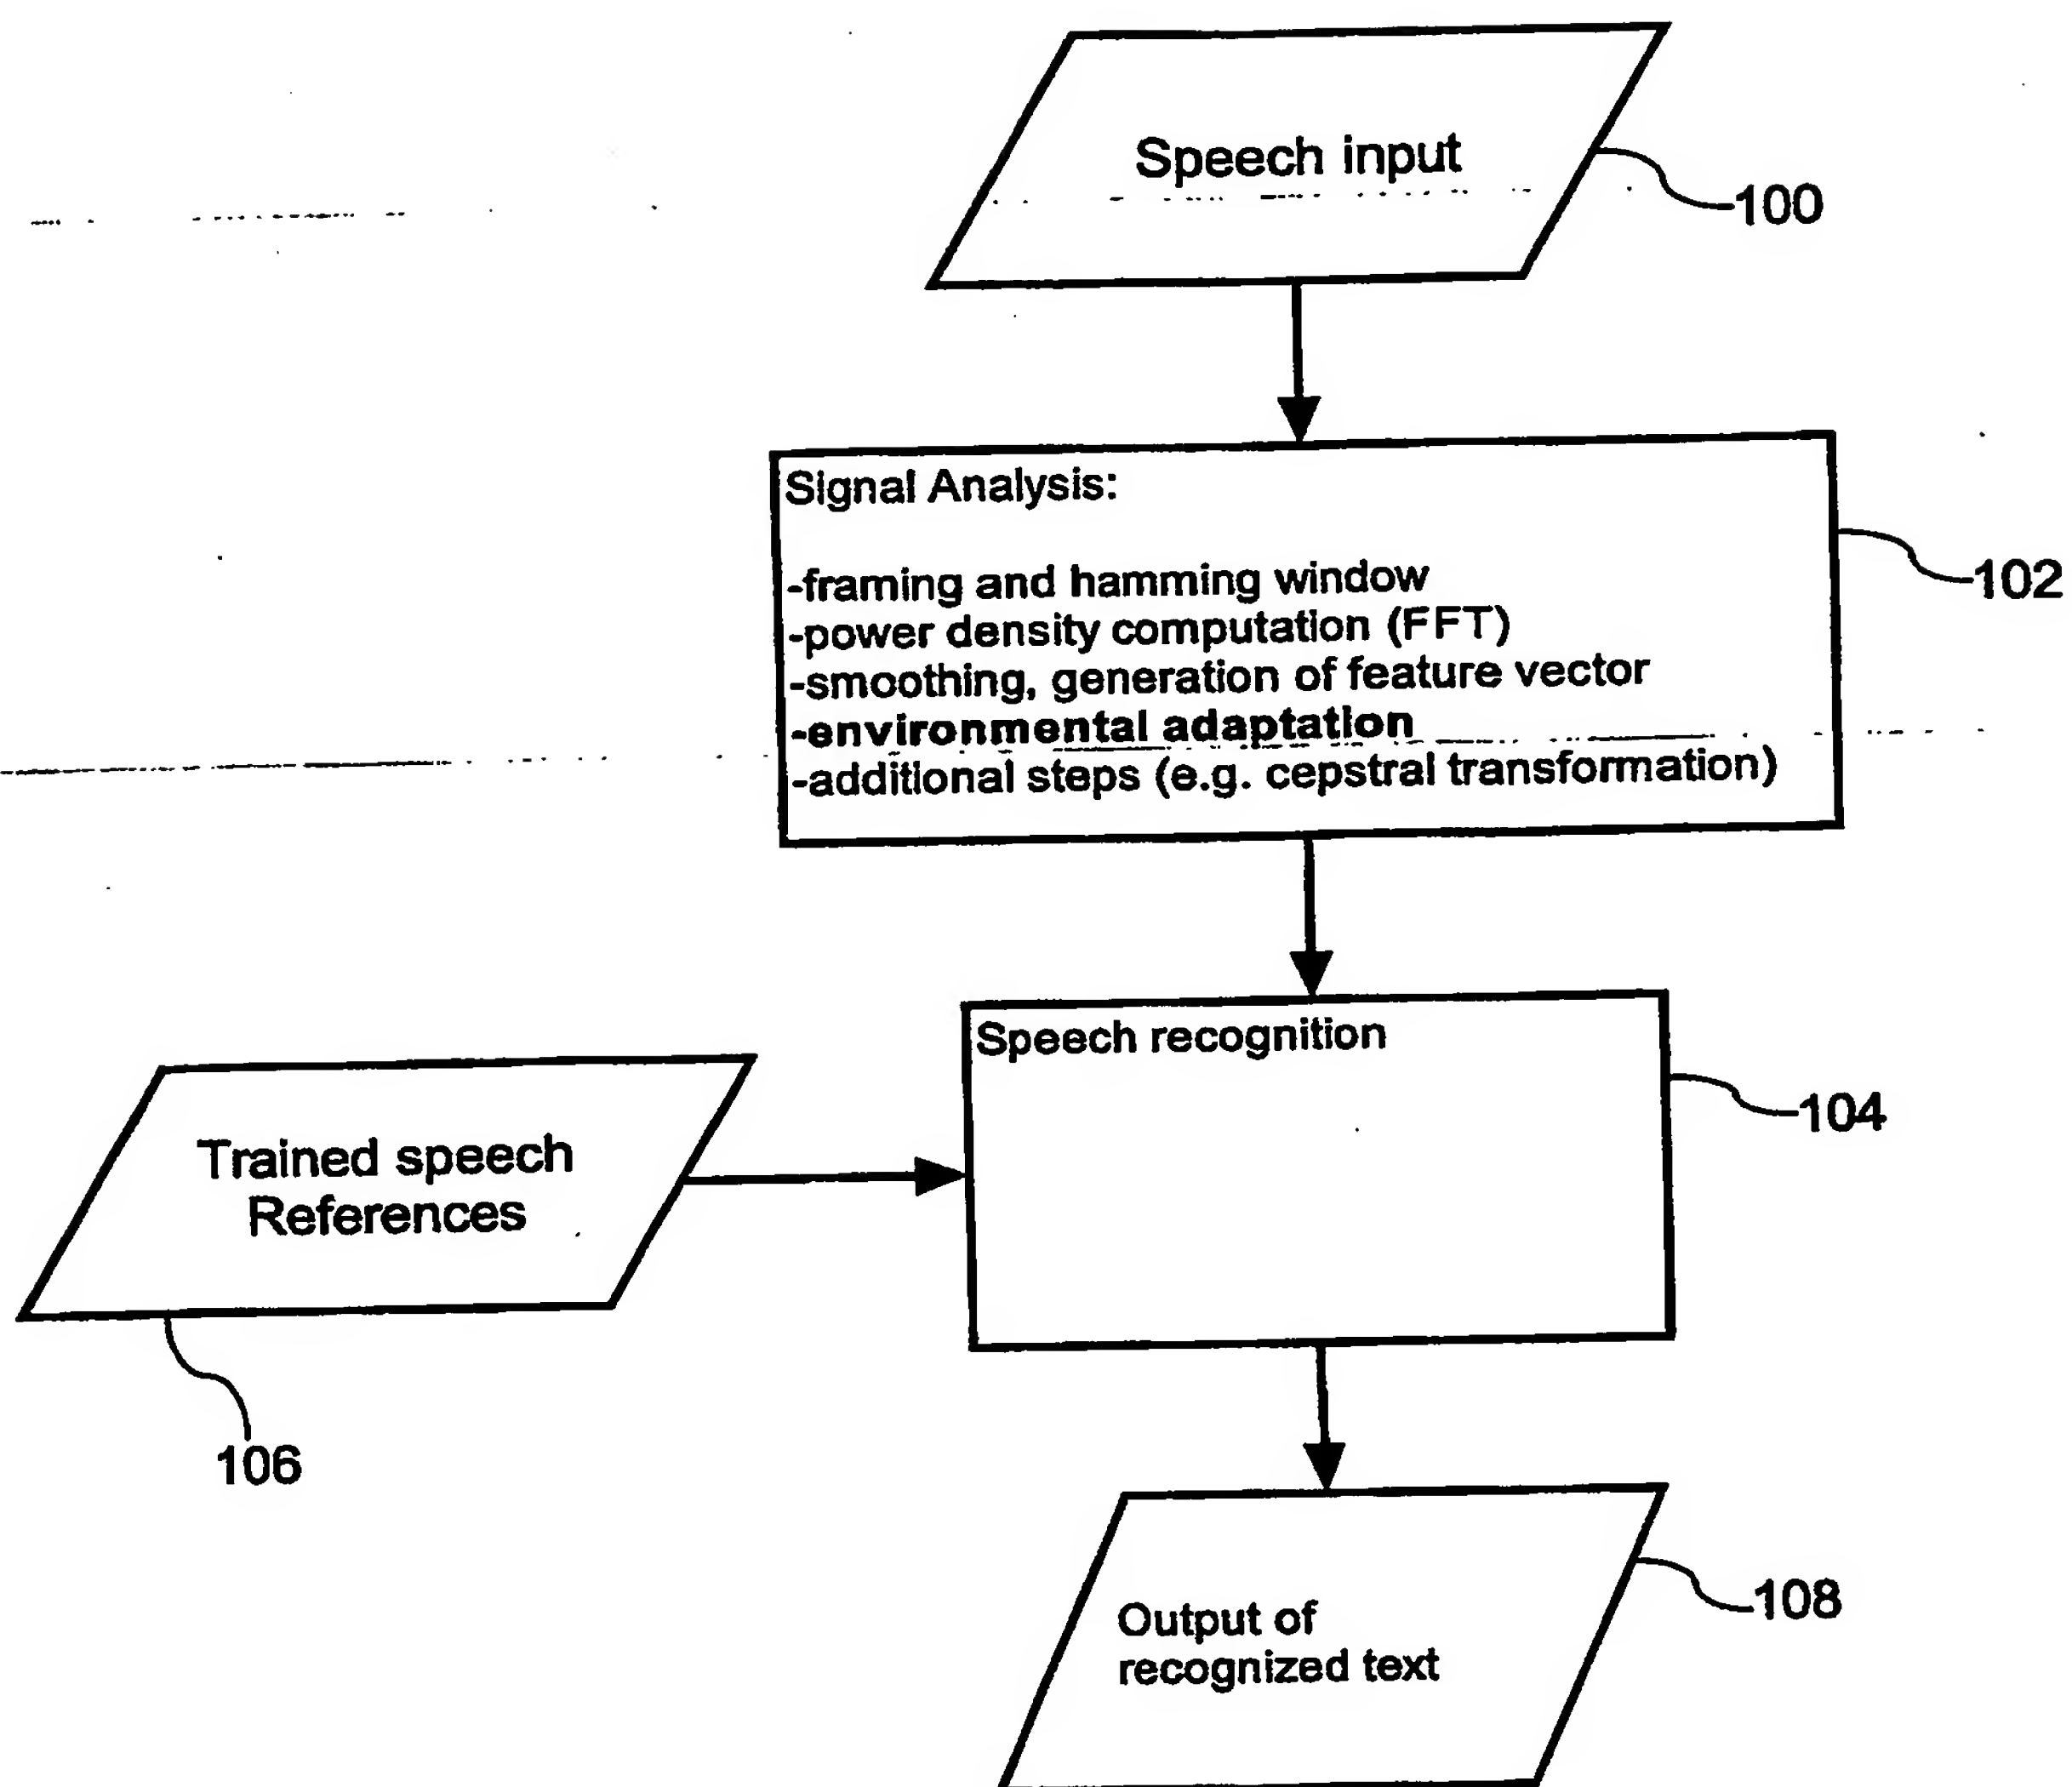 Speech input
100
Signal Analysis:
-framing and hamming window
-power density computation (FFT)
-smoothing, generation of feature vector
-environmental adaptation
-additional steps (e.g. cepstral transformation)
102
Speech recognition
104
Trained speech
References
106
Output of
recognized text
108